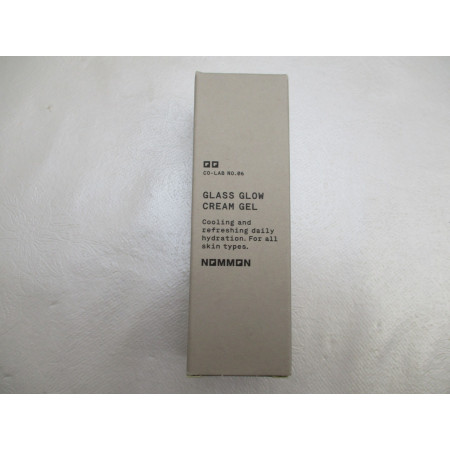 CO-LAB NO.06
GLASS GLOW
CREAM GEL
Cooling and
refreshing daily
hydration. For all
skin types.
NOMMON